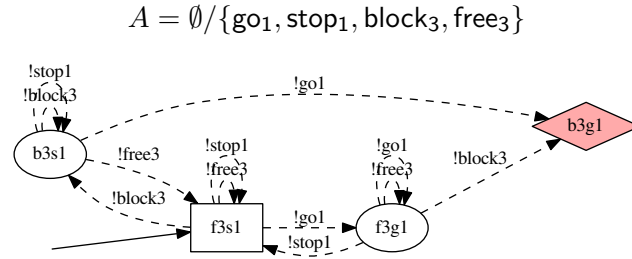 A = ∅/{go₁, stop₁, block₃, free₃}
!stop1
!block3
!go1
b3g1
b3s1
!free3
!stop1
!free3
!go1
!free3
!block3
!block3
f3s1
!go1
!stop1
f3g1